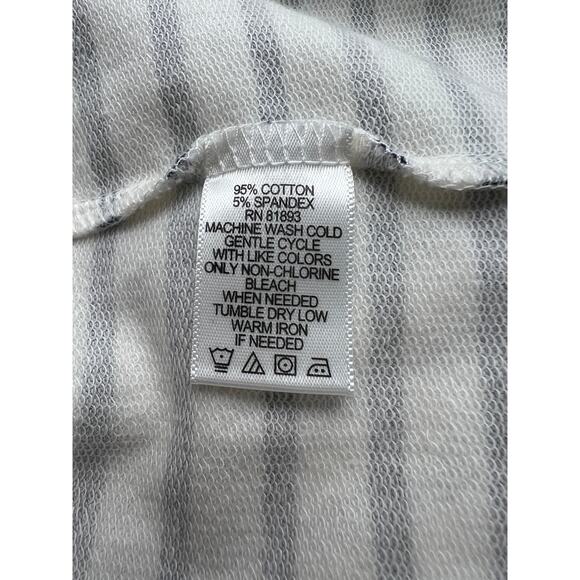 95% COTTON
5% SPANDEX
RN 81893
MACHINE WASH COLD
GENTLE CYCLE
WITH LIKE COLORS
ONLY NON-CHLORINE
BLEACH
WHEN NEEDED
TUMBLE DRY LOW
WARM IRON
IF NEEDED